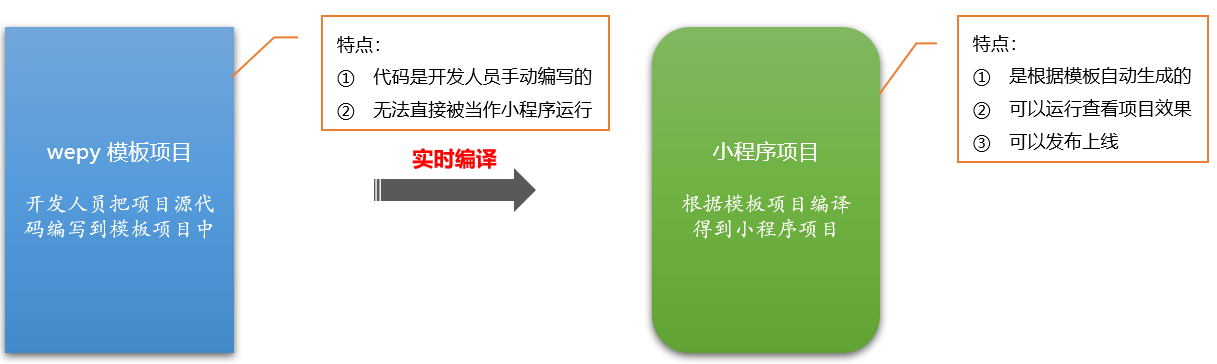 wepy 模板项目
开发人员把项目源代
码编写到模板项目中
特点：
① 代码是开发人员手动编写的
② 无法直接被当作小程序运行
实时编译
小程序项目
根据模板项目编译
得到小程序项目
特点：
① 是根据模板自动生成的
② 可以运行查看项目效果
③ 可以发布上线